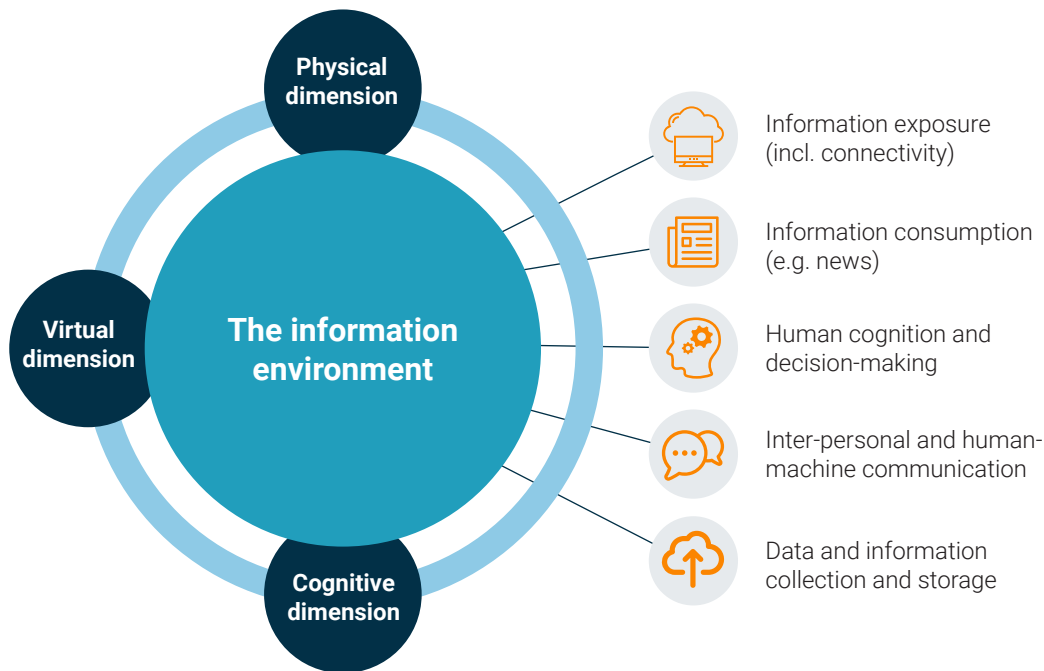 Physical
dimension
Virtual
dimension
The information
environment
Cognitive
dimension
Information exposure
(incl. connectivity)
Information consumption
(e.g. news)
Human cognition and
decision-making
Inter-personal and human-
machine communication
Data and information
collection and storage